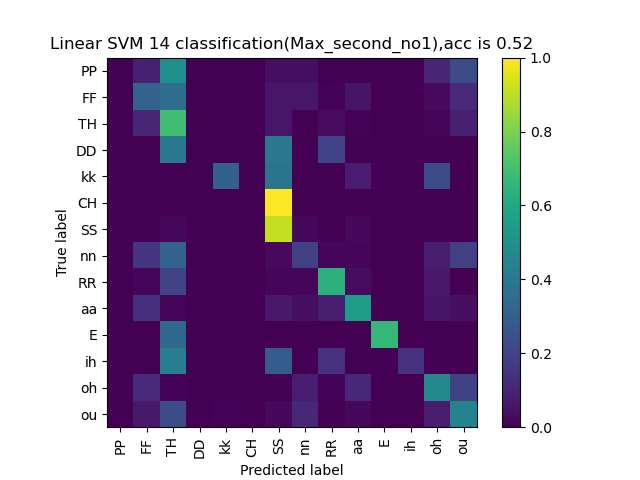 Linear SVM 14 classification(Max_second_no1),acc is 0.52
True label
PP
FF
TH
DD
kk
CH
SS
nn
RR
aa
E
ih
oh
ou
PP FF TH DD kk CH SS nn RR aa E ih oh ou
Predicted label
1.0
0.8
0.6
0.4
0.2
0.0